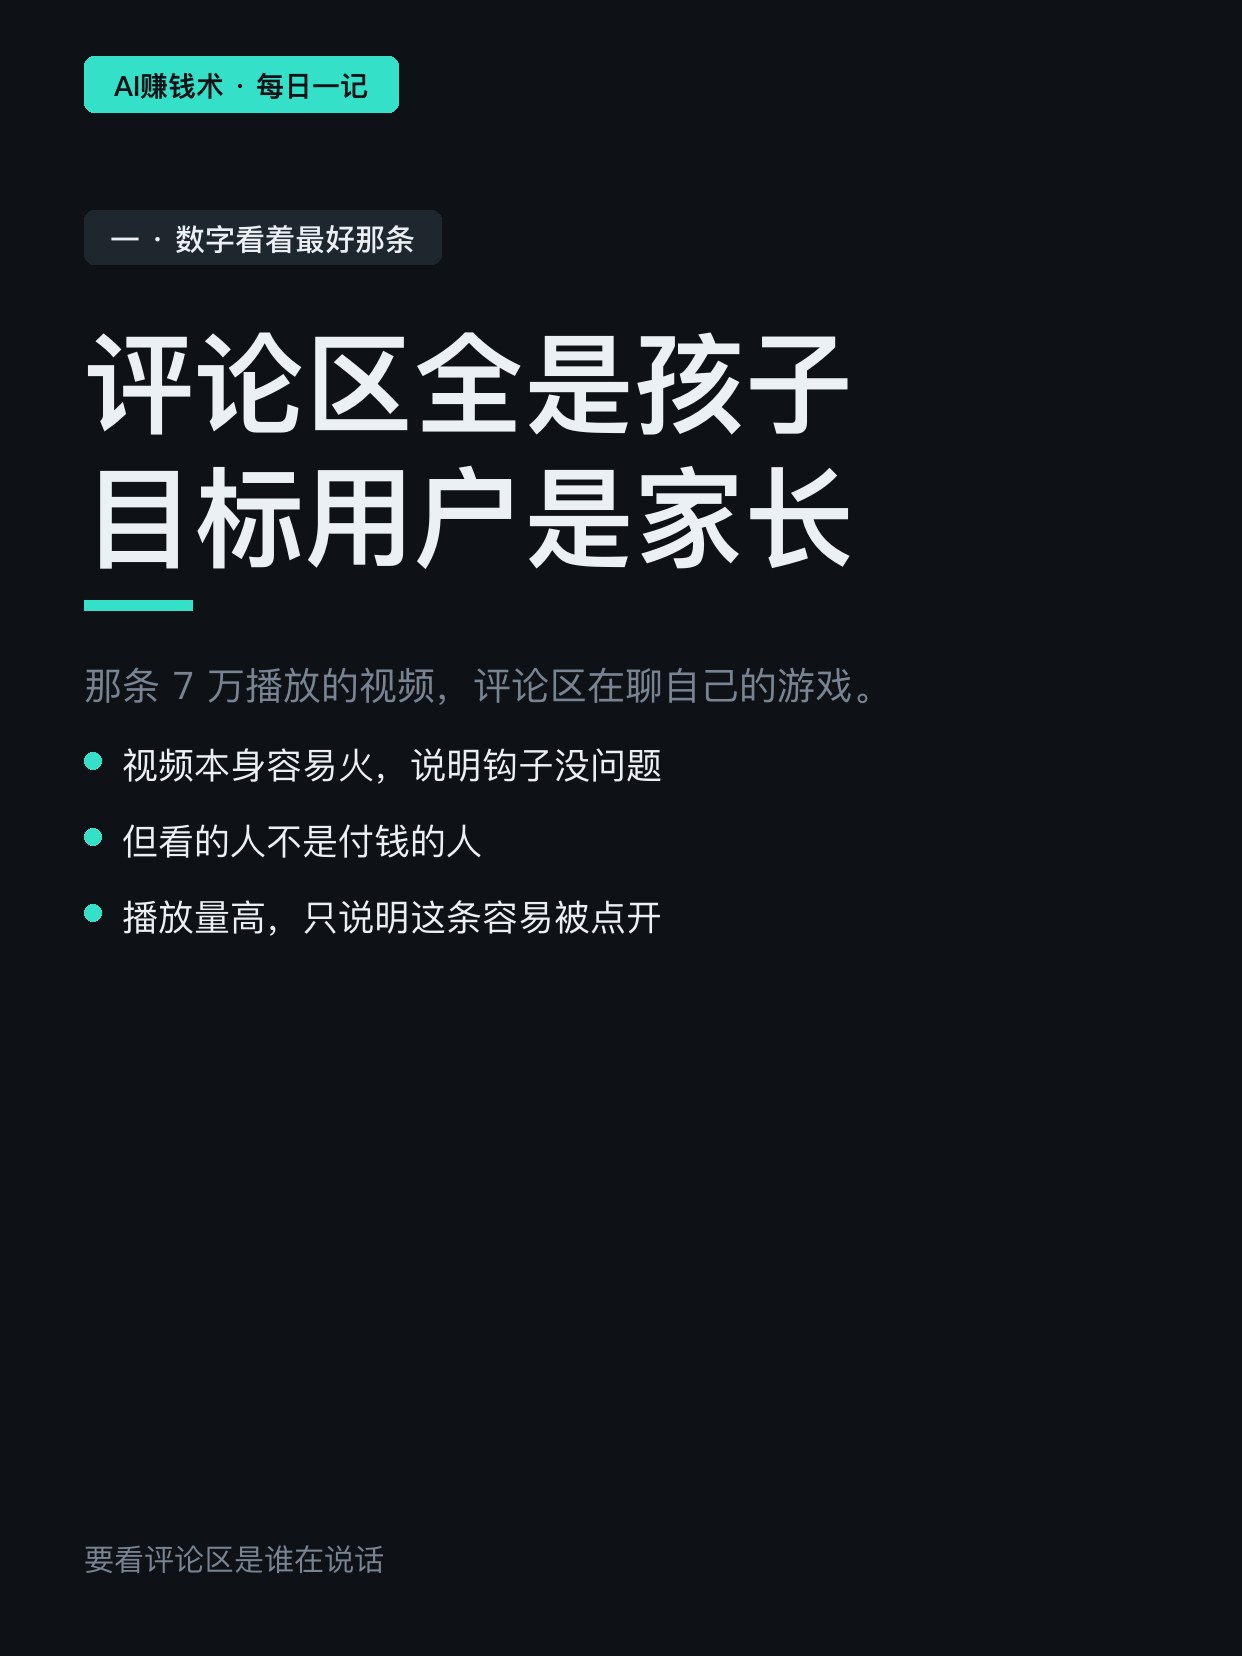 AI赚钱术 · 每日一记
一 · 数字看着最好那条
评论区全是孩子
目标用户是家长
那条 7 万播放的视频，评论区在聊自己的游戏。
视频本身容易火，说明钩子没问题
但看的人不是付钱的人
播放量高，只说明这条容易被点开
要看评论区是谁在说话